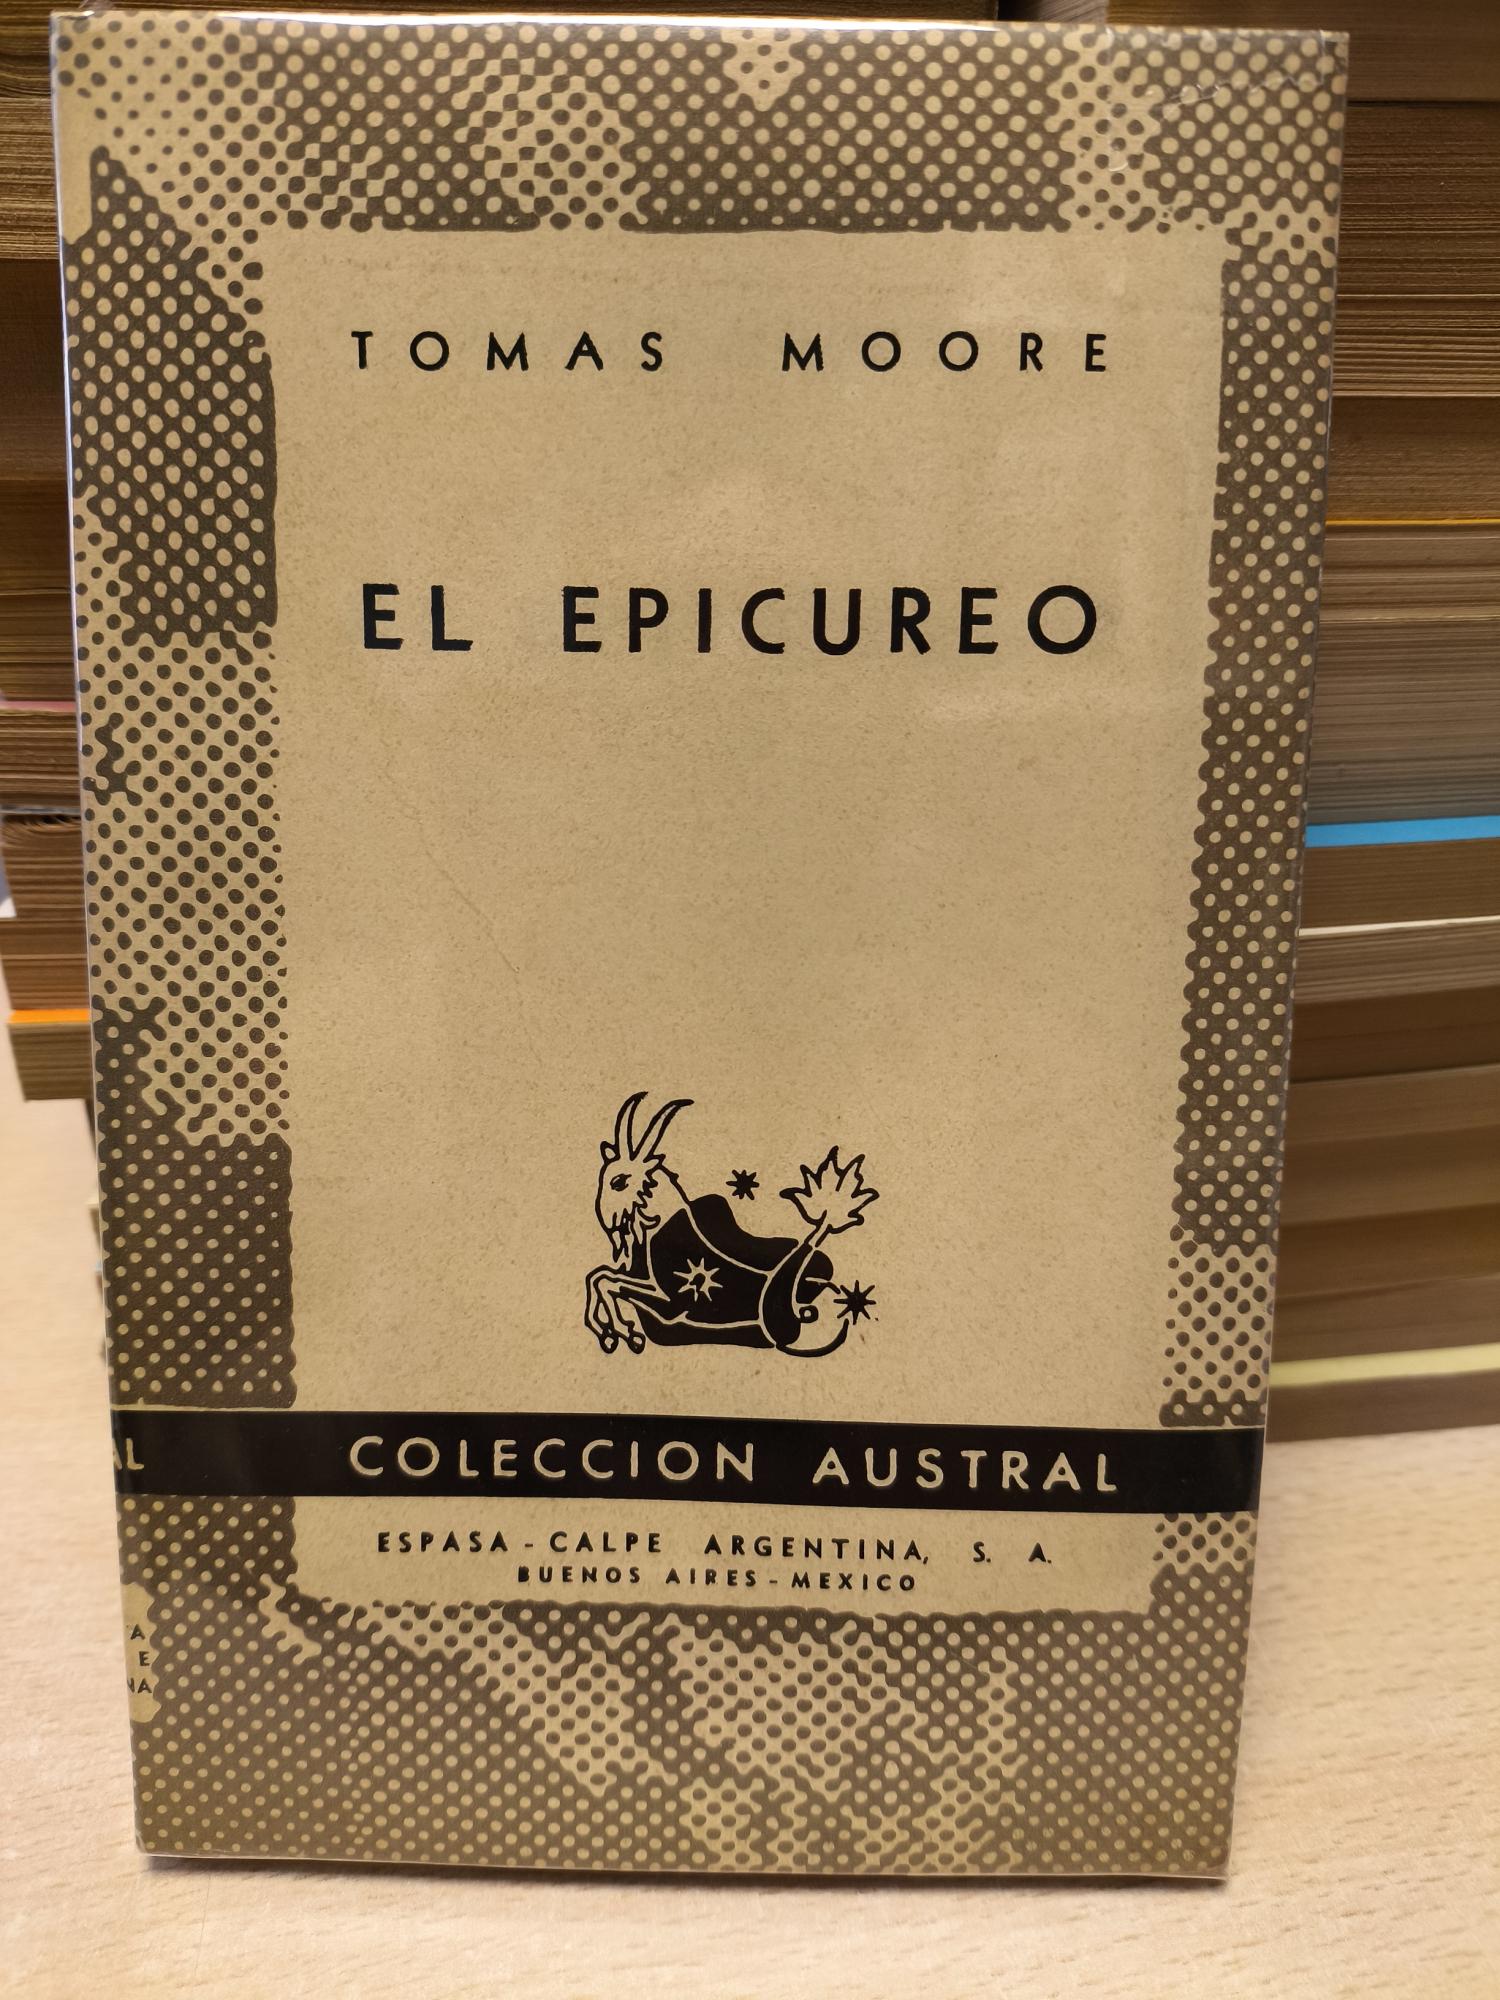 TOMAS MOORE
EL EPICUREO
COLECCION AUSTRAL
ESPASA-CALPE ARGENTINA, S. A.
BUENOS AIRES-MEXICO